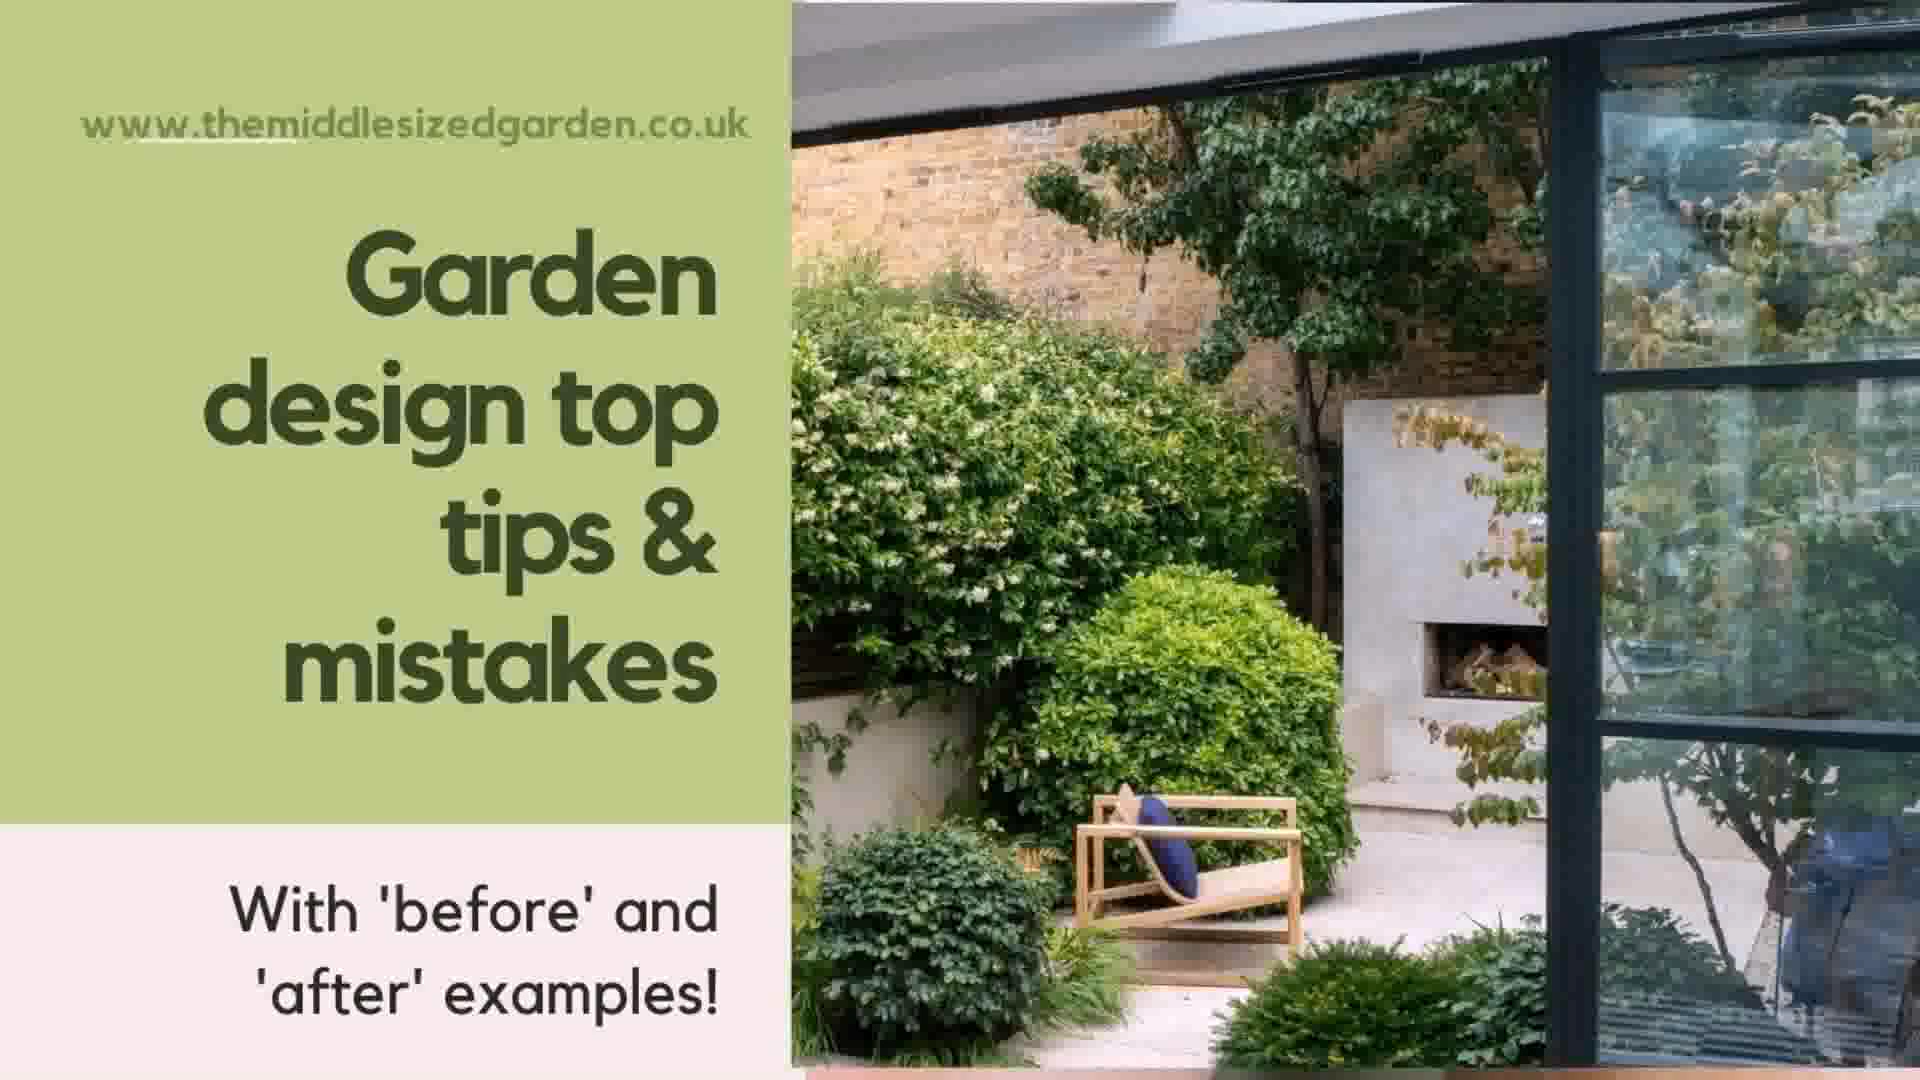 www.themiddlesizedgarden.co.uk
Garden
design top
tips &
mistakes
With 'before' and
'after' examples!